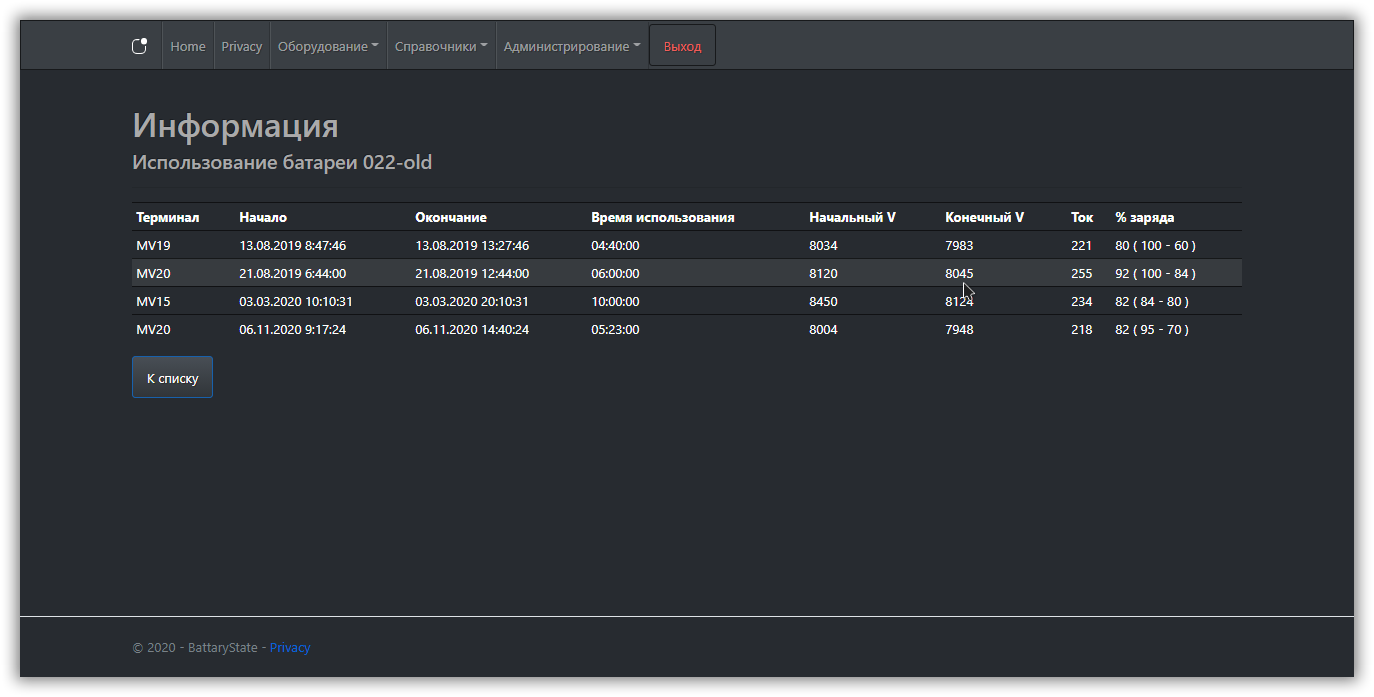 Home Privacy Оборудование Справочники Администрирование Выход
Информация
Использование батареи 022-old
Терминал Начало Окончание Время использования Начальный V Конечный V Ток % заряда
MV19 13.08.2019 8:47:46 13.08.2019 13:27:46 04:40:00 8034 7983 221 80 ( 100 - 60 )
MV20 21.08.2019 6:44:00 21.08.2019 12:44:00 06:00:00 8120 8045 255 92 ( 100 - 84 )
MV15 03.03.2020 10:10:31 03.03.2020 20:10:31 10:00:00 8450 8124 234 82 ( 84 - 80 )
MV20 06.11.2020 9:17:24 06.11.2020 14:40:24 05:23:00 8004 7948 218 82 ( 95 - 70 )
К списку
© 2020 - BattaryState - Privacy